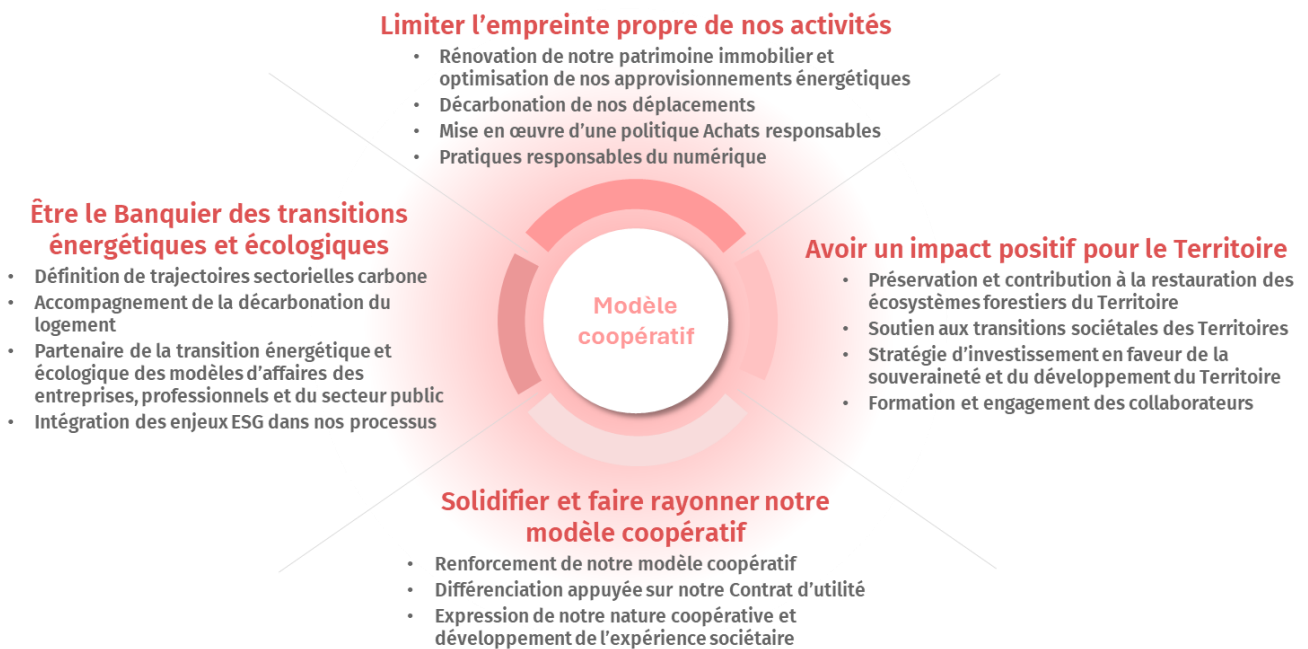 Limiter l’empreinte propre de nos activités
• Rénovation de notre patrimoine immobilier et
optimisation de nos approvisionnements énergétiques
• Décarbonation de nos déplacements
• Mise en œuvre d’une politique Achats responsables
• Pratiques responsables du numérique
Être le Banquier des transitions
énergétiques et écologiques
• Définition de trajectoires sectorielles carbone
• Accompagnement de la décarbonation du
logement
• Partenaire de la transition énergétique et
écologique des modèles d’affaires des
entreprises, professionnels et du secteur public
• Intégration des enjeux ESG dans nos processus
Modèle
coopératif
Avoir un impact positif pour le Territoire
• Préservation et contribution à la restauration des
écosystèmes forestiers du Territoire
• Soutien aux transitions sociétales des Territoires
• Stratégie d’investissement en faveur de la
souveraineté et du développement du Territoire
• Formation et engagement des collaborateurs
Solidifier et faire rayonner notre
modèle coopératif
• Renforcement de notre modèle coopératif
• Différenciation appuyée sur notre Contrat d’utilité
• Expression de notre nature coopérative et
développement de l’expérience sociétaire